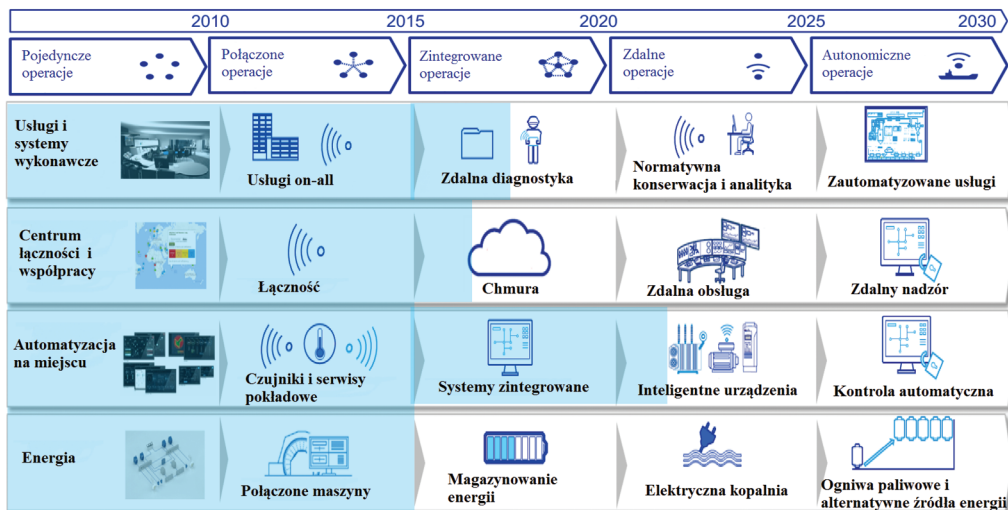 2010
2015
2020
2025
2030
Pojedyncze
operacje
Połączone
operacje
Zintegrowane
operacje
Zdalne
operacje
Autonomiczne
operacje
Usługi i
systemy
wykonawcze
Usługi on-all
Zdalna diagnostyka
Normatywna
konserwacja i analityka
Zautomatyzowane usługi
Centrum
łączności i
współpracy
Łączność
Chmura
Zdalna obsługa
Zdalny nadzór
Automatyzacja
na miejscu
Czujniki i serwisy
pokładowe
Systemy zintegrowane
Inteligentne urządzenia
Kontrola automatyczna
Energia
Połączone maszyny
Magazynowanie
energii
Elektryczna kopalnia
Ogniwa paliwowe i
alternatywne źródła energii